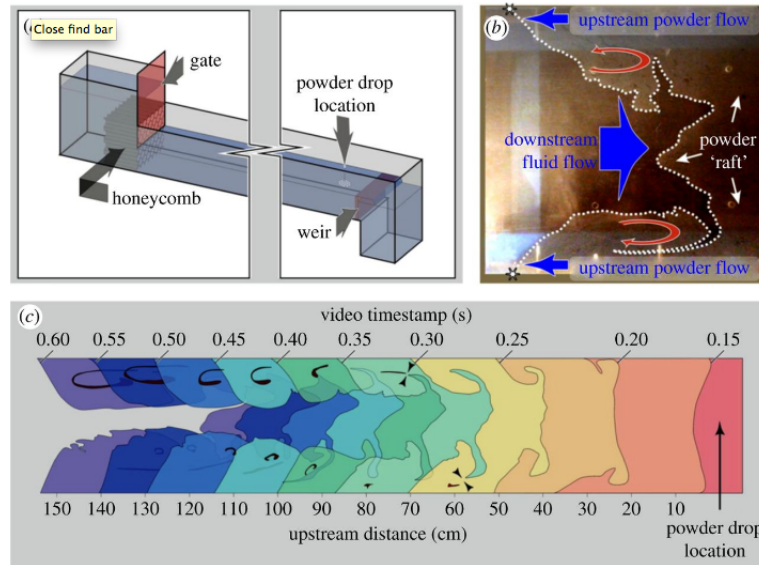 Close find bar
gate
honeycomb
powder drop
location
weir
(b)
upstream powder flow
downstream
fluid flow
powder
‘raft’
upstream powder flow
(c)
video timestamp (s)
0.60 0.55 0.50 0.45 0.40 0.35 0.30 0.25 0.20 0.15
150 140 130 120 110 100 90 80 70 60 50 40 30 20 10
upstream distance (cm)
powder drop
location